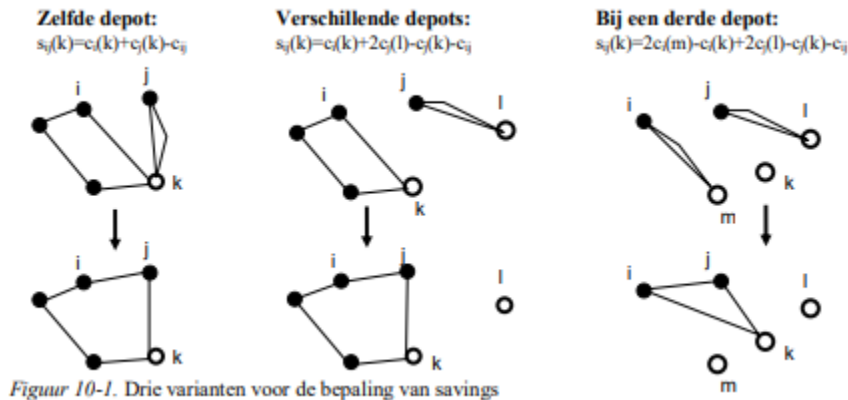 Zelfde depot:
sᵢⱼ(k)=cᵢ(k)+cⱼ(k)-cᵢⱼ
i
j
k
i
j
k
Verschillende depots:
sᵢⱼ(k)=cᵢ(k)+2cⱼ(l)-cⱼ(k)-cᵢⱼ
i
j
l
k
i
j
l
k
Bij een derde depot:
sᵢⱼ(k)=2cᵢ(m)-cᵢ(k)+2cⱼ(l)-cⱼ(k)-cᵢⱼ
i
j
l
k
m
i
j
l
k
m
Figuur 10-1. Drie varianten voor de bepaling van savings